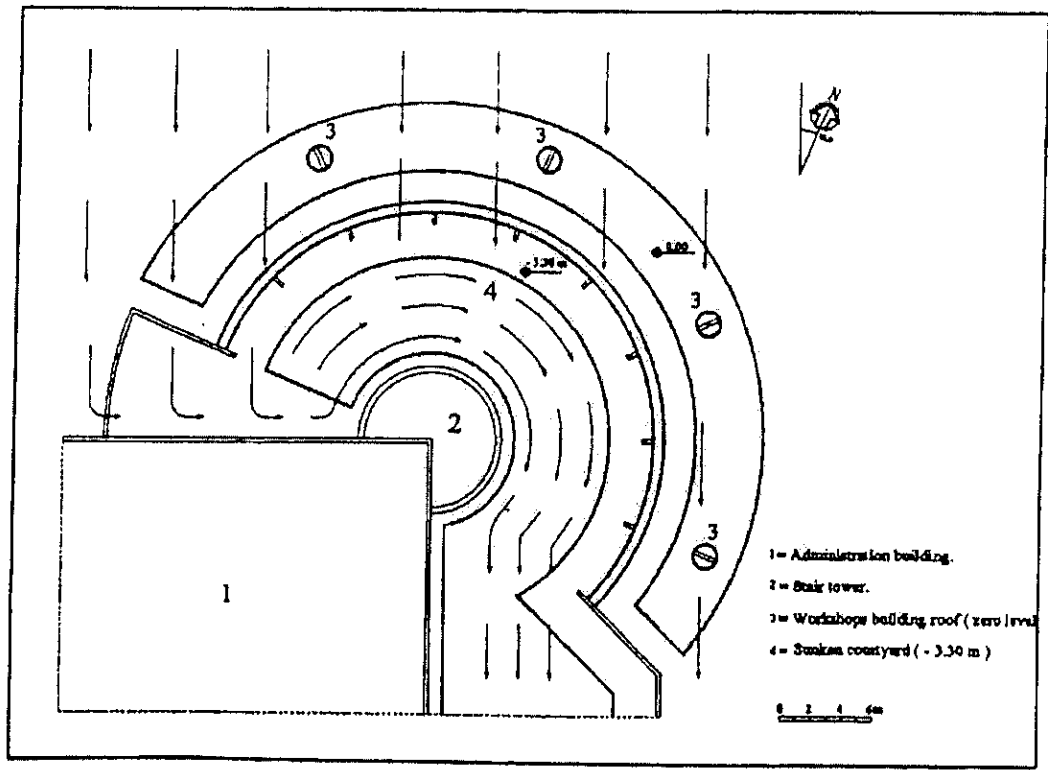 N
3 3
0.00
- 3.30 m
3
4
2
3
1
1= Administration building.
2 = Stair tower.
3 = Workshops building roof ( zero level
4= Sunken courtyard ( - 3.30 m )
0 2 4 6m